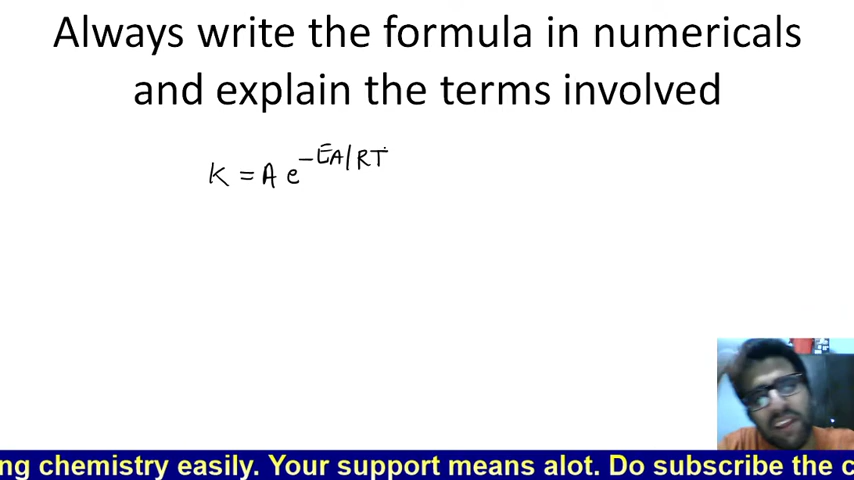 Always write the formula in numericals
and explain the terms involved
K = A e^-EA/RT
ng chemistry easily. Your support means alot. Do subscribe the c